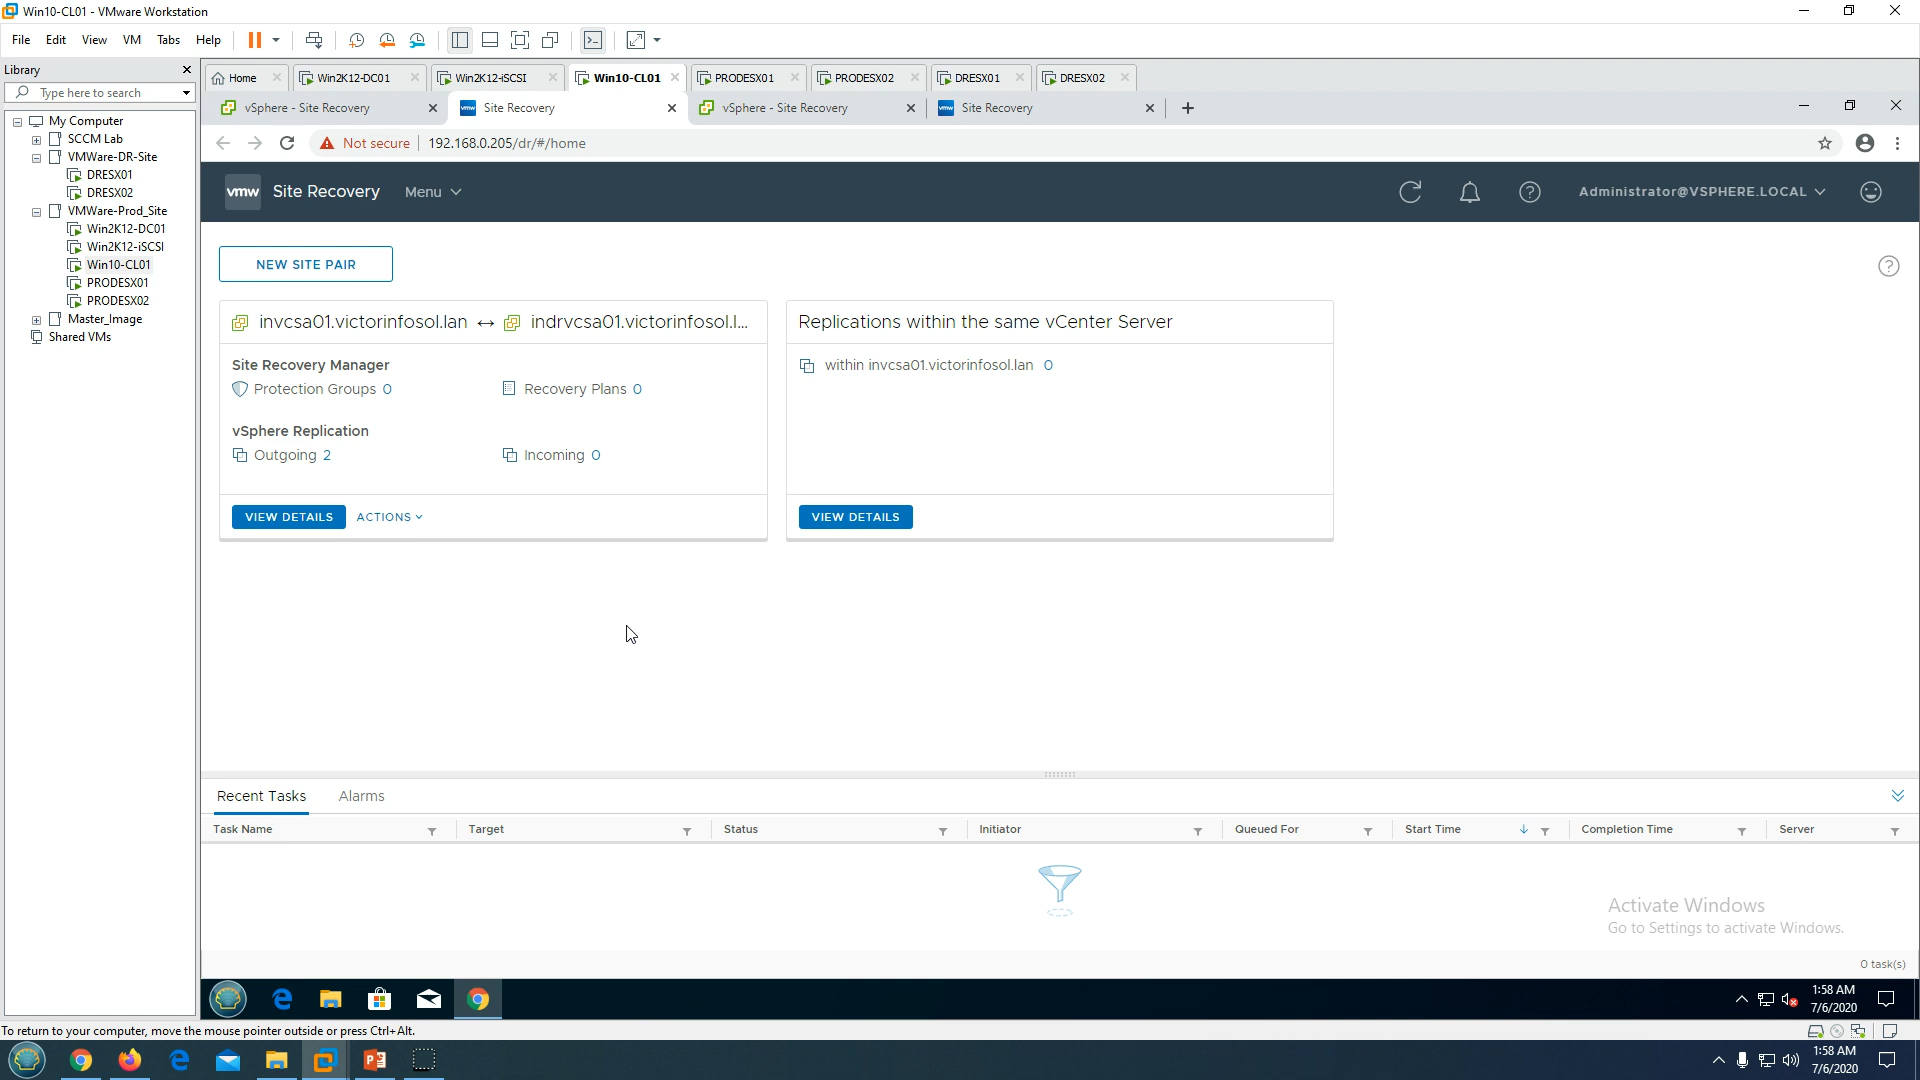 Win10-CL01 - VMware Workstation
File Edit View VM Tabs Help
Library
Type here to search
My Computer
SCCM Lab
VMWare-DR-Site
DRESX01
DRESX02
VMWare-Prod_Site
Win2K12-DC01
Win2K12-iSCSI
Win10-CL01
PRODESX01
PRODESX02
Master_Image
Shared VMs
Home Win2K12-DC01 Win2K12-iSCSI Win10-CL01 PRODESX01 PRODESX02 DRESX01 DRESX02
vSphere - Site Recovery Site Recovery vSphere - Site Recovery Site Recovery
Not secure 192.168.0.205/dr/#/home
vmw Site Recovery Menu Administrator@VSPHERE.LOCAL
NEW SITE PAIR
invcsa01.victorinfosol.lan ↔ indrvcsa01.victorinfosol.l...
Site Recovery Manager
Protection Groups 0 Recovery Plans 0
vSphere Replication
Outgoing 2 Incoming 0
VIEW DETAILS ACTIONS
Replications within the same vCenter Server
within invcsa01.victorinfosol.lan 0
VIEW DETAILS
Recent Tasks Alarms
Task Name Target Status Initiator Queued For Start Time Completion Time Server
Activate Windows
Go to Settings to activate Windows.
0 task(s)
1:58 AM
7/6/2020
To return to your computer, move the mouse pointer outside or press Ctrl+Alt.
1:58 AM
7/6/2020